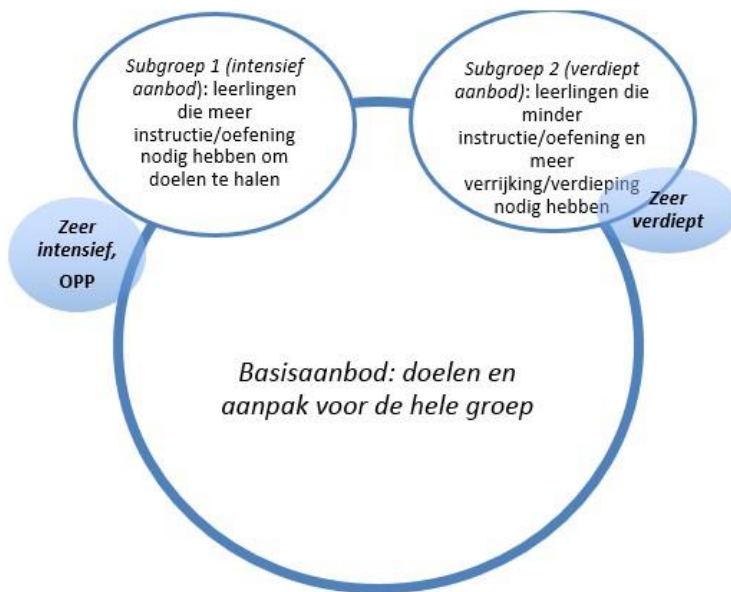 Subgroep 1 (intensief
aanbod): leerlingen
die meer
instructie/oefening
nodig hebben om
doelen te halen
Subgroep 2 (verdiept
aanbod): leerlingen die
minder
instructie/oefening en
meer
verrijking/verdieping
nodig hebben
Zeer
intensief,
OPP
Zeer
verdiept
Basisaanbod: doelen en
aanpak voor de hele groep